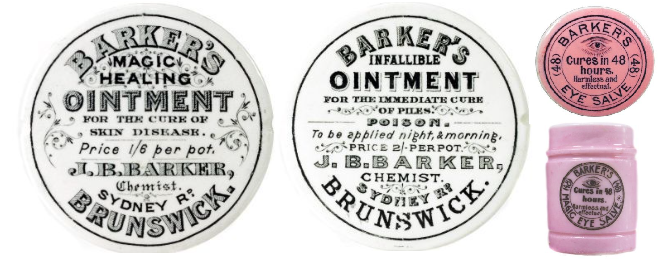 BARKER'S
MAGIC
HEALING
OINTMENT
FOR THE CURE OF
SKIN DISEASE.
Price 1/6 per pot.
J.B.BARKER,
Chemist.
SYDNEY RD
BRUNSWICK.
BARKER'S
INFALLIBLE
OINTMENT
FOR THE IMMEDIATE CURE
OF PILES.
POISON.
To be applied night, & morning.
PRICE 2/- PER POT.
J.B.BARKER,
CHEMIST.
SYDNEY RD
BRUNSWICK.
BARKER'S
(48)
(48)
Cures in 48
hours.
Harmless and
effectual.
EYE SALVE
BARKER'S
Cures in 48
hours.
Harmless and
effectual.
MAGIC EYE SALVE